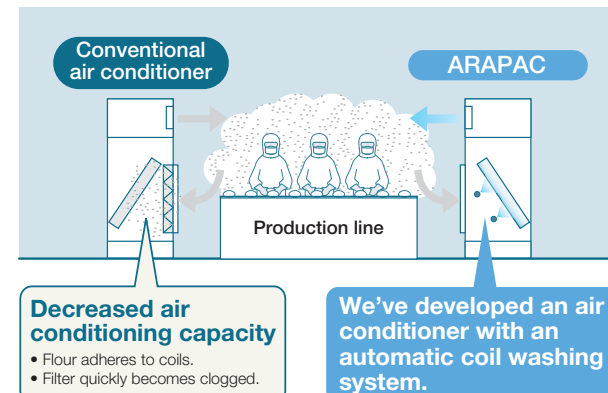 Conventional
air conditioner
ARAPAC
Production line
Decreased air
conditioning capacity
• Flour adheres to coils.
• Filter quickly becomes clogged.
We’ve developed an air
conditioner with an
automatic coil washing
system.